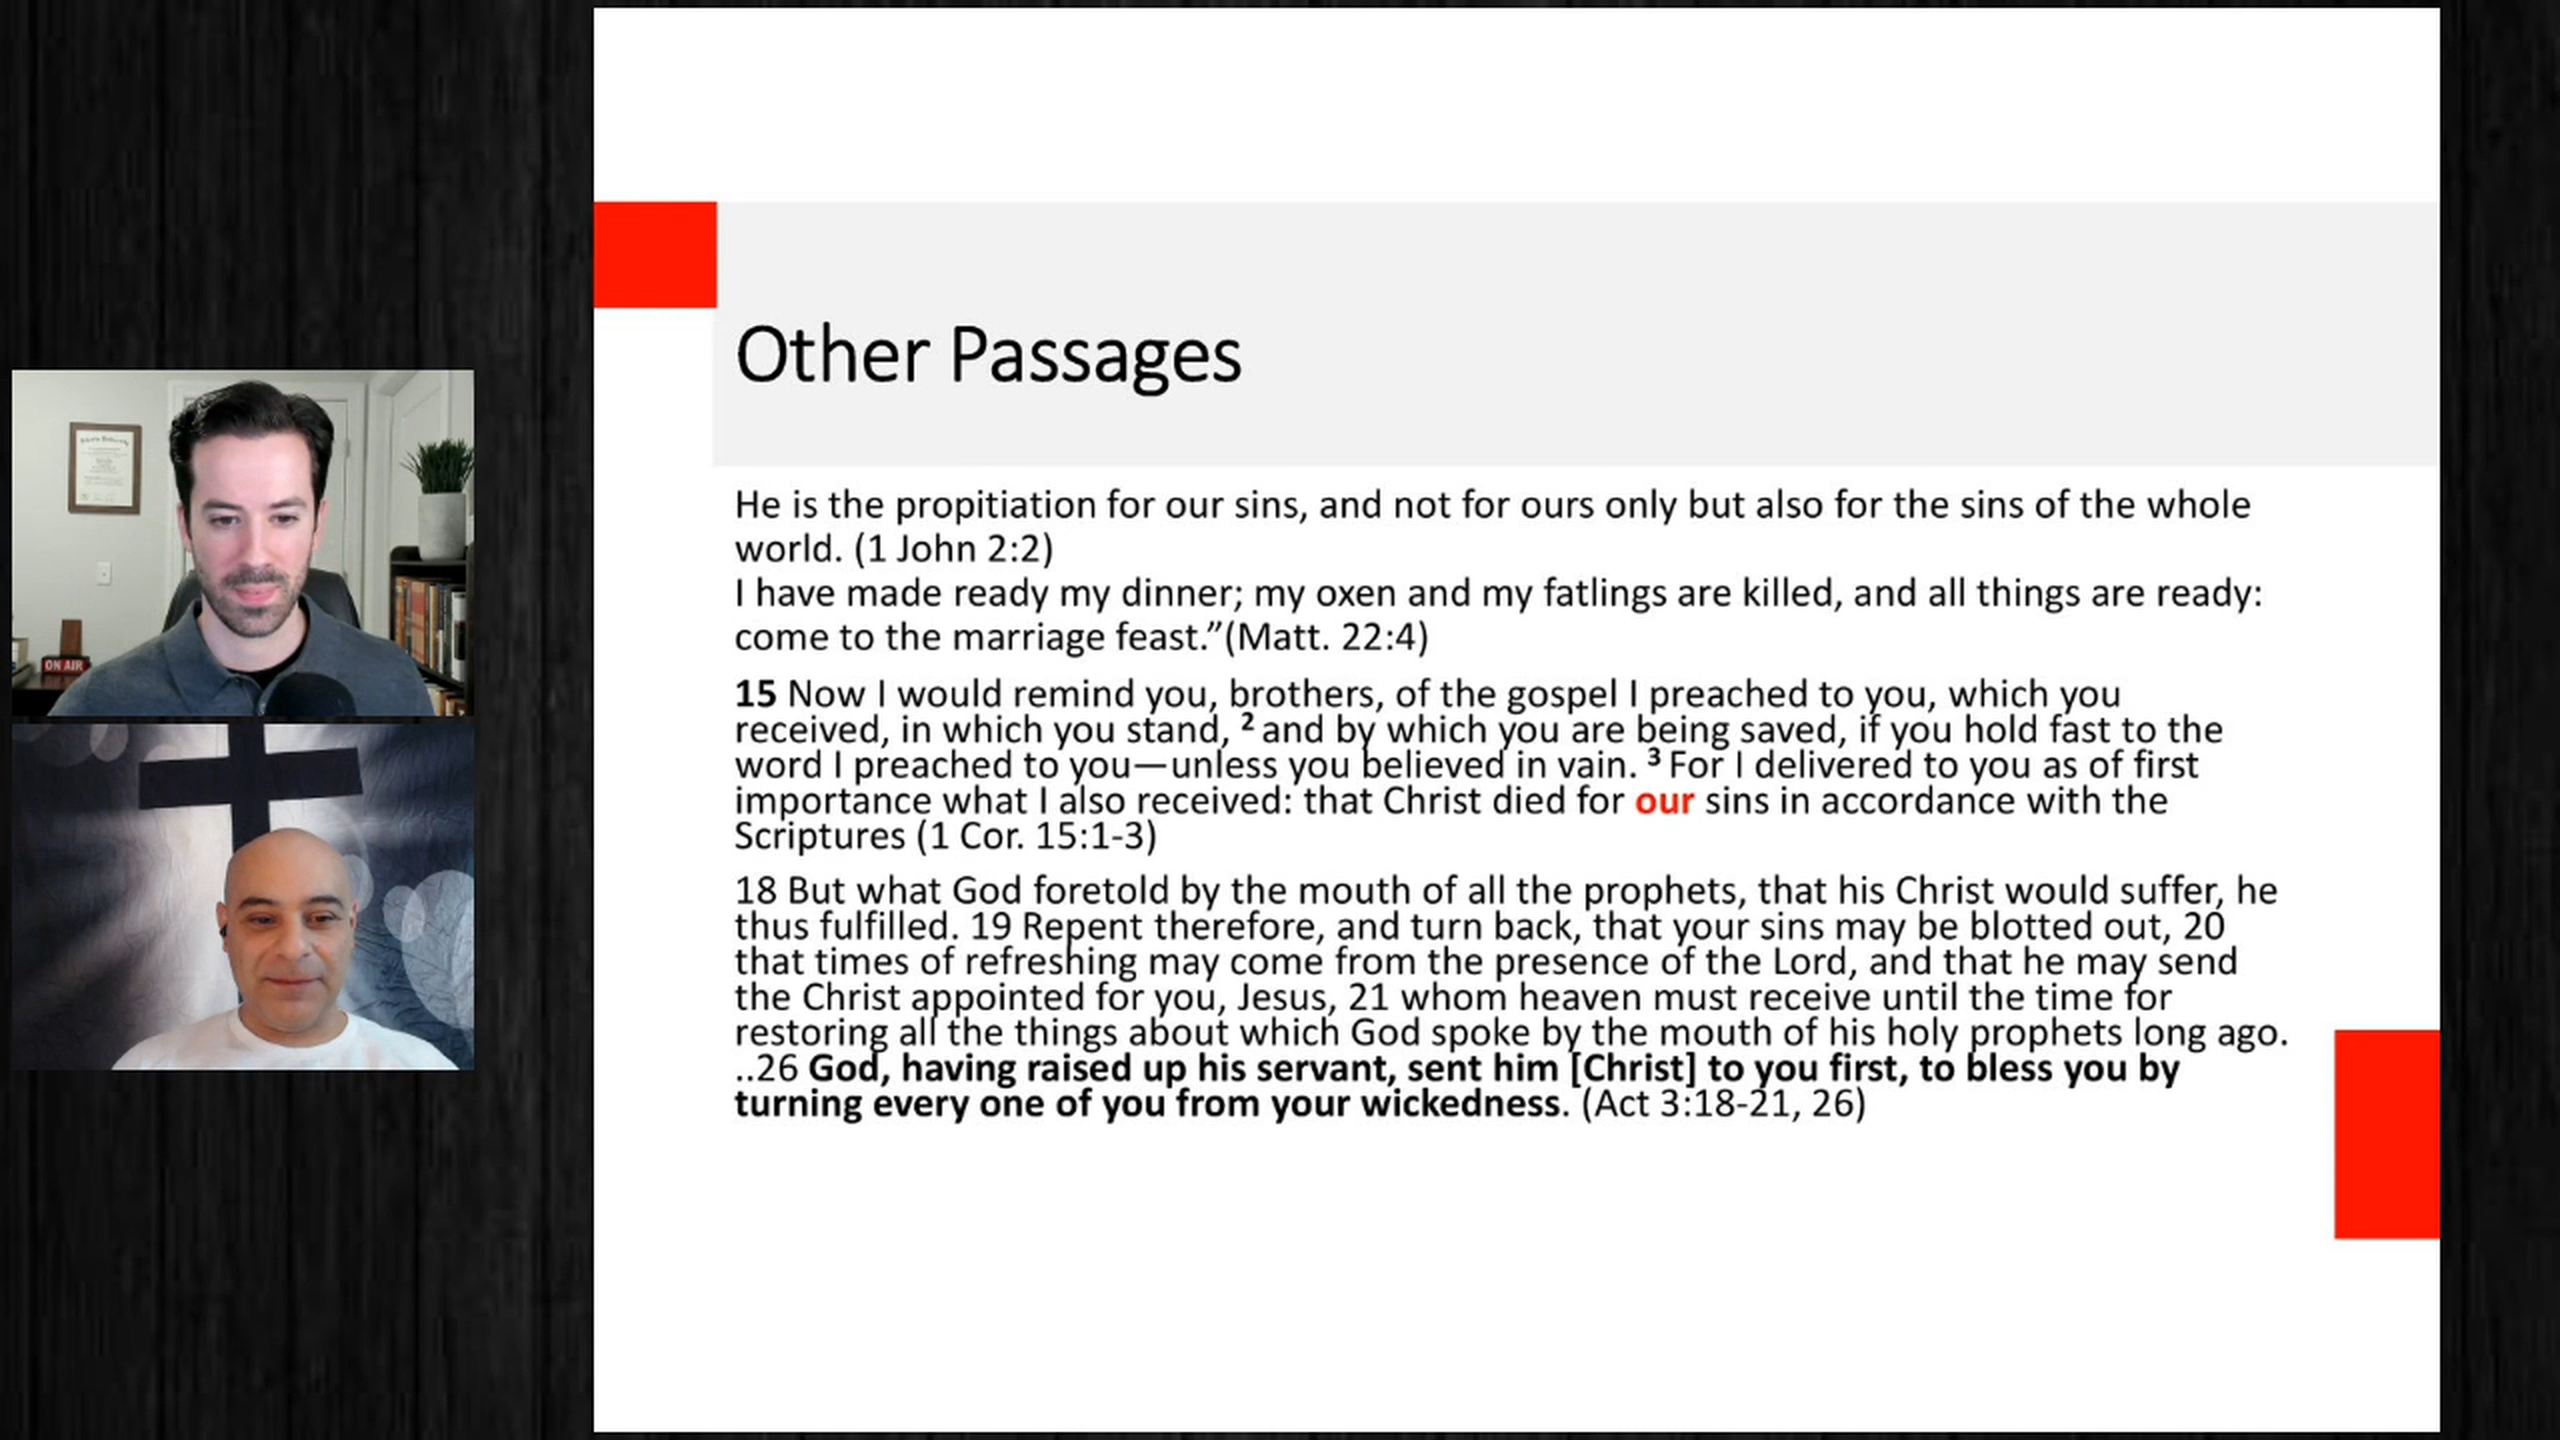 Other Passages
He is the propitiation for our sins, and not for ours only but also for the sins of the whole
world. (1 John 2:2)
I have made ready my dinner; my oxen and my fatlings are killed, and all things are ready:
come to the marriage feast.”(Matt. 22:4)
15 Now I would remind you, brothers, of the gospel I preached to you, which you
received, in which you stand, ² and by which you are being saved, if you hold fast to the
word I preached to you—unless you believed in vain. ³ For I delivered to you as of first
importance what I also received: that Christ died for our sins in accordance with the
Scriptures (1 Cor. 15:1-3)
18 But what God foretold by the mouth of all the prophets, that his Christ would suffer, he
thus fulfilled. 19 Repent therefore, and turn back, that your sins may be blotted out, 20
that times of refreshing may come from the presence of the Lord, and that he may send
the Christ appointed for you, Jesus, 21 whom heaven must receive until the time for
restoring all the things about which God spoke by the mouth of his holy prophets long ago.
..26 God, having raised up his servant, sent him [Christ] to you first, to bless you by
turning every one of you from your wickedness. (Act 3:18-21, 26)
ON AIR